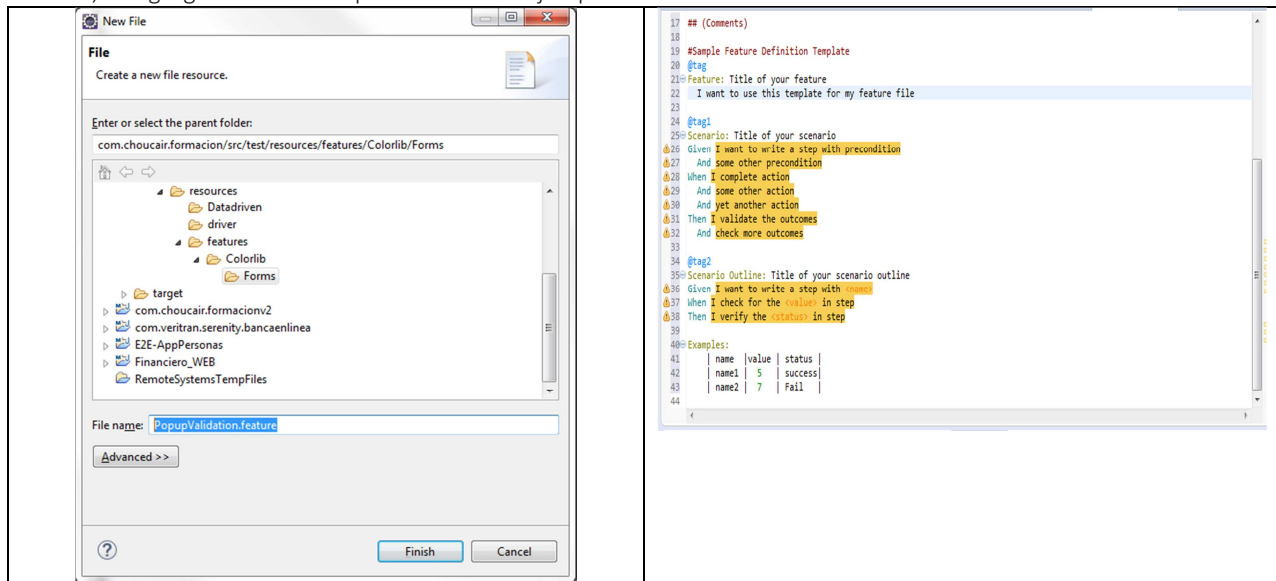 New File
File
Create a new file resource.
Enter or select the parent folder:
com.choucair.formacion/src/test/resources/features/Colorlib/Forms
resources
Datadriven
driver
features
Colorlib
Forms
target
com.choucair.formacionv2
com.veritran.serenity.bancaenlinea
E2E-AppPersonas
Financiero_WEB
RemoteSystemsTempFiles
File name: PopupValidation.feature
Advanced >>
?
Finish Cancel
17 ## (Comments)
18
19 #Sample Feature Definition Template
20 @tag
21 Feature: Title of your feature
22 I want to use this template for my feature file
23
24 @tag1
25 Scenario: Title of your scenario
26 Given I want to write a step with precondition
27 And some other precondition
28 When I complete action
29 And some other action
30 And yet another action
31 Then I validate the outcomes
32 And check more outcomes
33
34 @tag2
35 Scenario Outline: Title of your scenario outline
36 Given I want to write a step with <name>
37 When I check for the <value> in step
38 Then I verify the <status> in step
39
40 Examples:
41 | name |value | status |
42 | name1 | 5 | success|
43 | name2 | 7 | Fail |
44